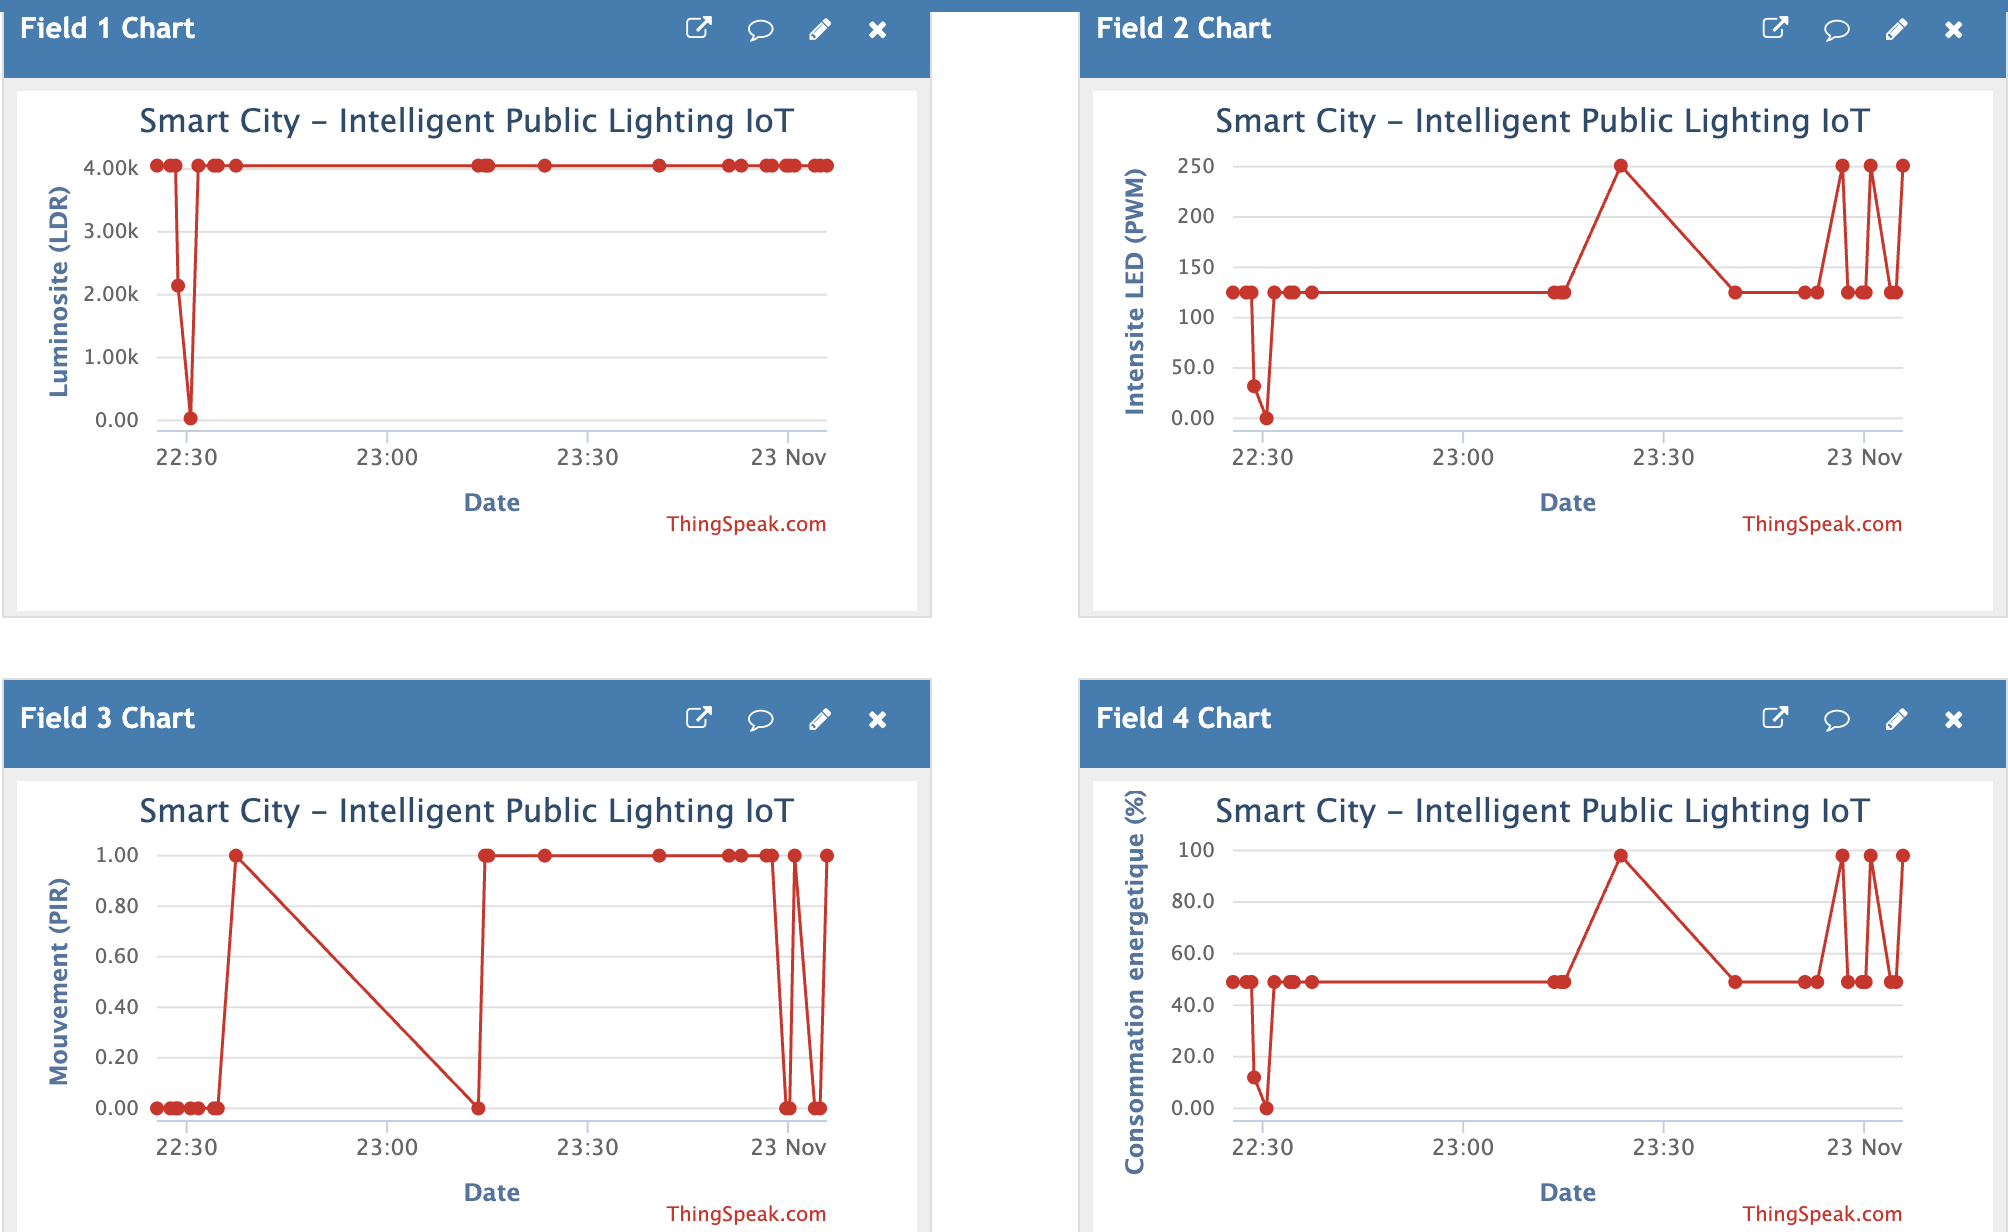 Field 1 Chart
Smart City - Intelligent Public Lighting IoT
Luminosite (LDR)
4.00k
3.00k
2.00k
1.00k
0.00
22:30 23:00 23:30 23 Nov
Date
ThingSpeak.com
Field 2 Chart
Smart City - Intelligent Public Lighting IoT
Intensite LED (PWM)
250
200
150
100
50.0
0.00
22:30 23:00 23:30 23 Nov
Date
ThingSpeak.com
Field 3 Chart
Smart City - Intelligent Public Lighting IoT
Mouvement (PIR)
1.00
0.80
0.60
0.40
0.20
0.00
22:30 23:00 23:30 23 Nov
Date
ThingSpeak.com
Field 4 Chart
Smart City - Intelligent Public Lighting IoT
Consommation energetique (%)
100
80.0
60.0
40.0
20.0
0.00
22:30 23:00 23:30 23 Nov
Date
ThingSpeak.com